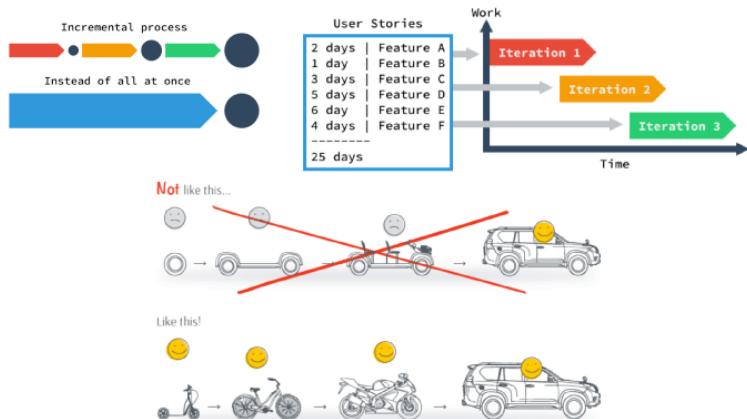 Incremental process
Instead of all at once
User Stories
2 days | Feature A
1 day | Feature B
3 days | Feature C
5 days | Feature D
6 day | Feature E
4 days | Feature F
--------
25 days
Work
Iteration 1
Iteration 2
Iteration 3
Time
Not like this...
Like this!